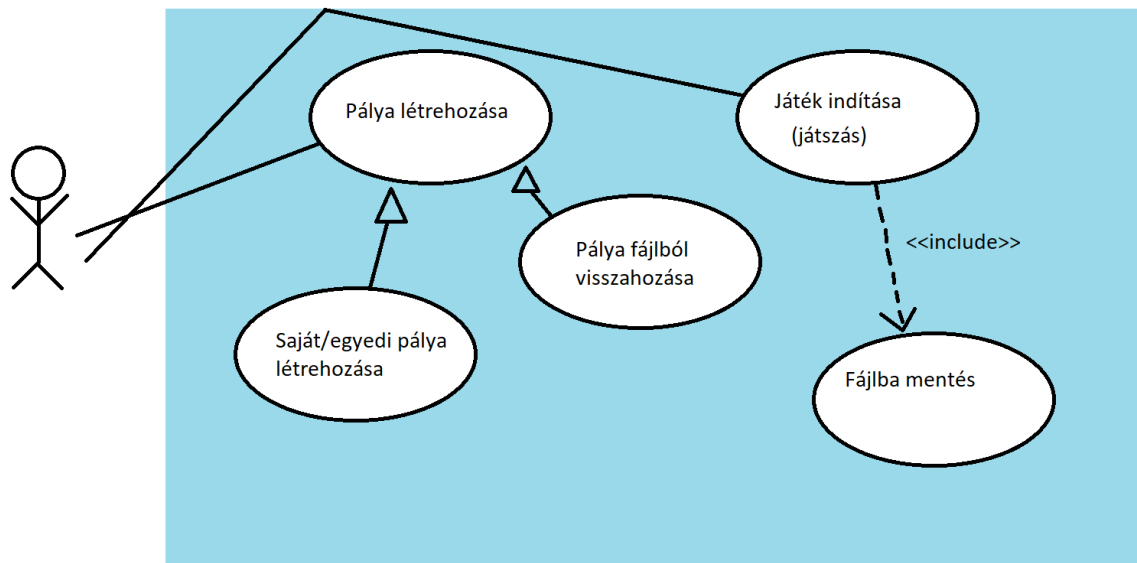 Pálya létrehozása
Játék indítása
(játszás)
Pálya fájlból
visszahozása
<<include>>
Saját/egyedi pálya
létrehozása
Fájlba mentés